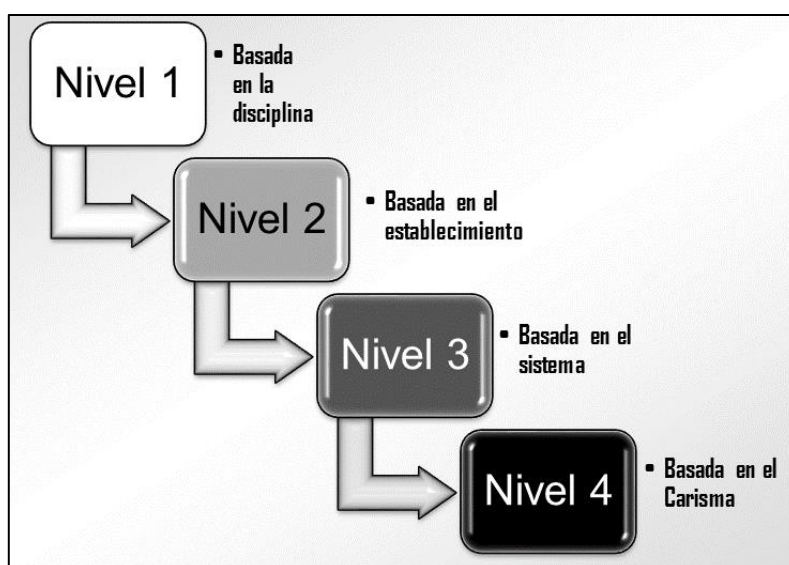 Nivel 1
• Basada
en la
disciplina
Nivel 2
• Basada en el
establecimiento
Nivel 3
• Basada en el
sistema
Nivel 4
• Basada en el
Carisma